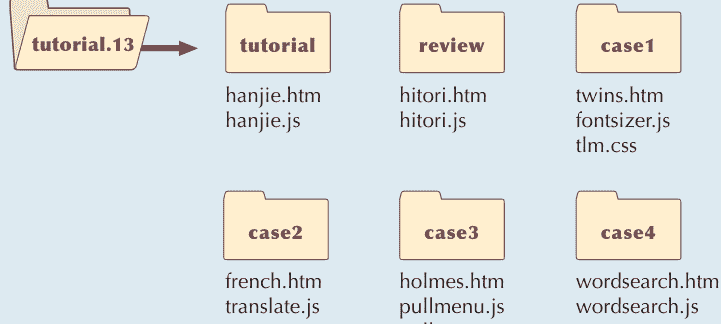 tutorial.13
tutorial
review
case1
hanjie.htm
hanjie.js
hitori.htm
hitori.js
twins.htm
fontsizer.js
tlm.css
case2
case3
case4
french.htm
translate.js
holmes.htm
pullmenu.js
wordsearch.htm
wordsearch.js